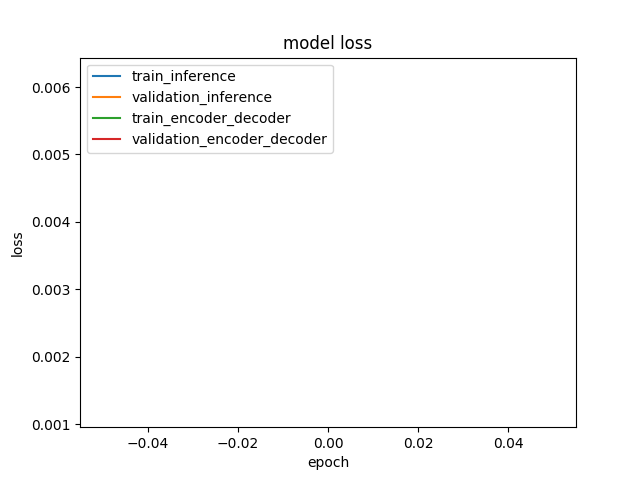 model loss
train_inference
validation_inference
train_encoder_decoder
validation_encoder_decoder
0.006
0.005
0.004
0.003
0.002
0.001
loss
−0.04 −0.02 0.00 0.02 0.04
epoch